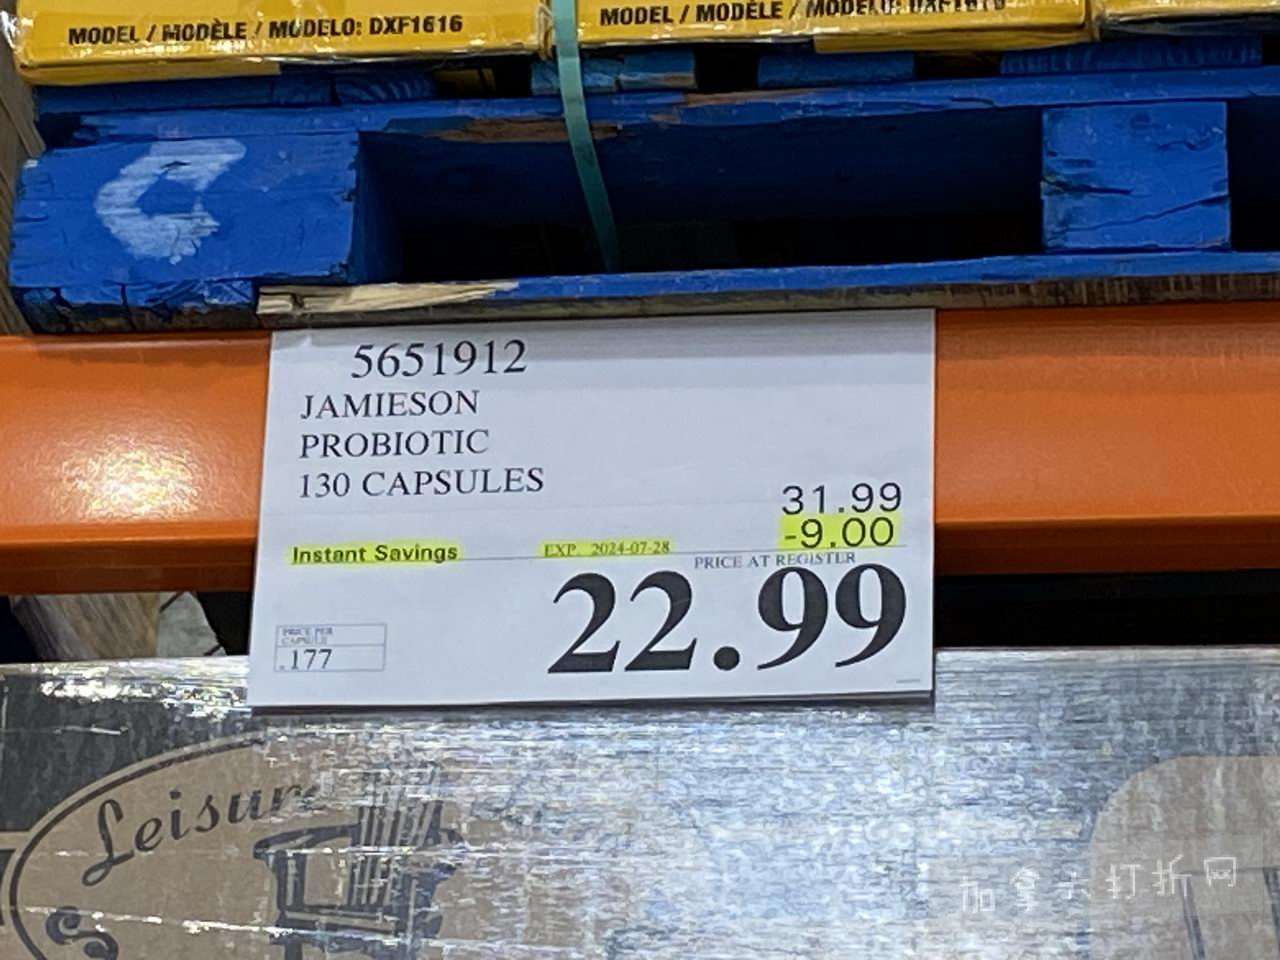 MODEL / MODÈLE / MODELO: DXF1616
MODEL / MODÈLE / MODELO: DXF1616
C
5651912
JAMIESON
PROBIOTIC
130 CAPSULES
31.99
-9.00
Instant Savings EXP. 2024-07-28
PRICE AT REGISTER
22.99
PRICE PER
CAPSULE
.177
Leisure
加拿大打折网